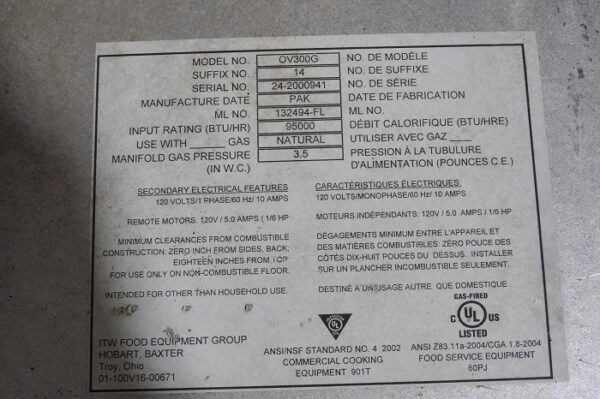 MODEL NO. OV300G NO. DE MODÈLE
SUFFIX NO. 14 NO. DE SUFFIXE
SERIAL NO. 24-2000941 NO. DE SÉRIE
MANUFACTURE DATE PAK DATE DE FABRICATION
ML NO. 132494-FL ML NO.
INPUT RATING (BTU/HR) 95000 DÉBIT CALORIFIQUE (BTU/HRE)
USE WITH _____ GAS NATURAL UTILISER AVEC GAZ ___
MANIFOLD GAS PRESSURE 3.5 PRESSION À LA TUBULURE
(IN W.C.) D'ALIMENTATION (POUNCES C.E.)
SECONDARY ELECTRICAL FEATURES
120 VOLTS/1 PHASE/60 Hz/ 10 AMPS
REMOTE MOTORS: 120V / 5.0 AMPS / 1/6 HP
MINIMUM CLEARANCES FROM COMBUSTIBLE
CONSTRUCTION: ZERO INCH FROM SIDES, BACK;
EIGHTEEN INCHES FROM TOP.
FOR USE ONLY ON NON-COMBUSTIBLE FLOOR.
INTENDED FOR OTHER THAN HOUSEHOLD USE.
CARACTÉRISTIQUES ÉLECTRIQUES:
120 VOLTS/MONOPHASE/60 Hz/ 10 AMPS
MOTEURS INDÉPENDANTS: 120V / 5.0 AMPS / 1/6 HP
DÉGAGEMENTS MINIMUM ENTRE L'APPAREIL ET
DES MATIÈRES COMBUSTIBLES: ZÉRO POUCE DES
CÔTÉS DIX-HUIT POUCES DU DESSUS. INSTALLER
SUR UN PLANCHER INCOMBUSTIBLE SEULEMENT.
DESTINÉ A UNUSAGE AUTRE QUE DOMESTIQUE
ITW FOOD EQUIPMENT GROUP
HOBART, BAXTER
Troy, Ohio
01-100V16-00671
UL
ANSI/NSF STANDARD NO. 4 2002
COMMERCIAL COOKING
EQUIPMENT 901T
GAS-FIRED
C UL US
LISTED
ANSI Z83.11a-2004/CGA 1.8-2004
FOOD SERVICE EQUIPMENT
60PJ